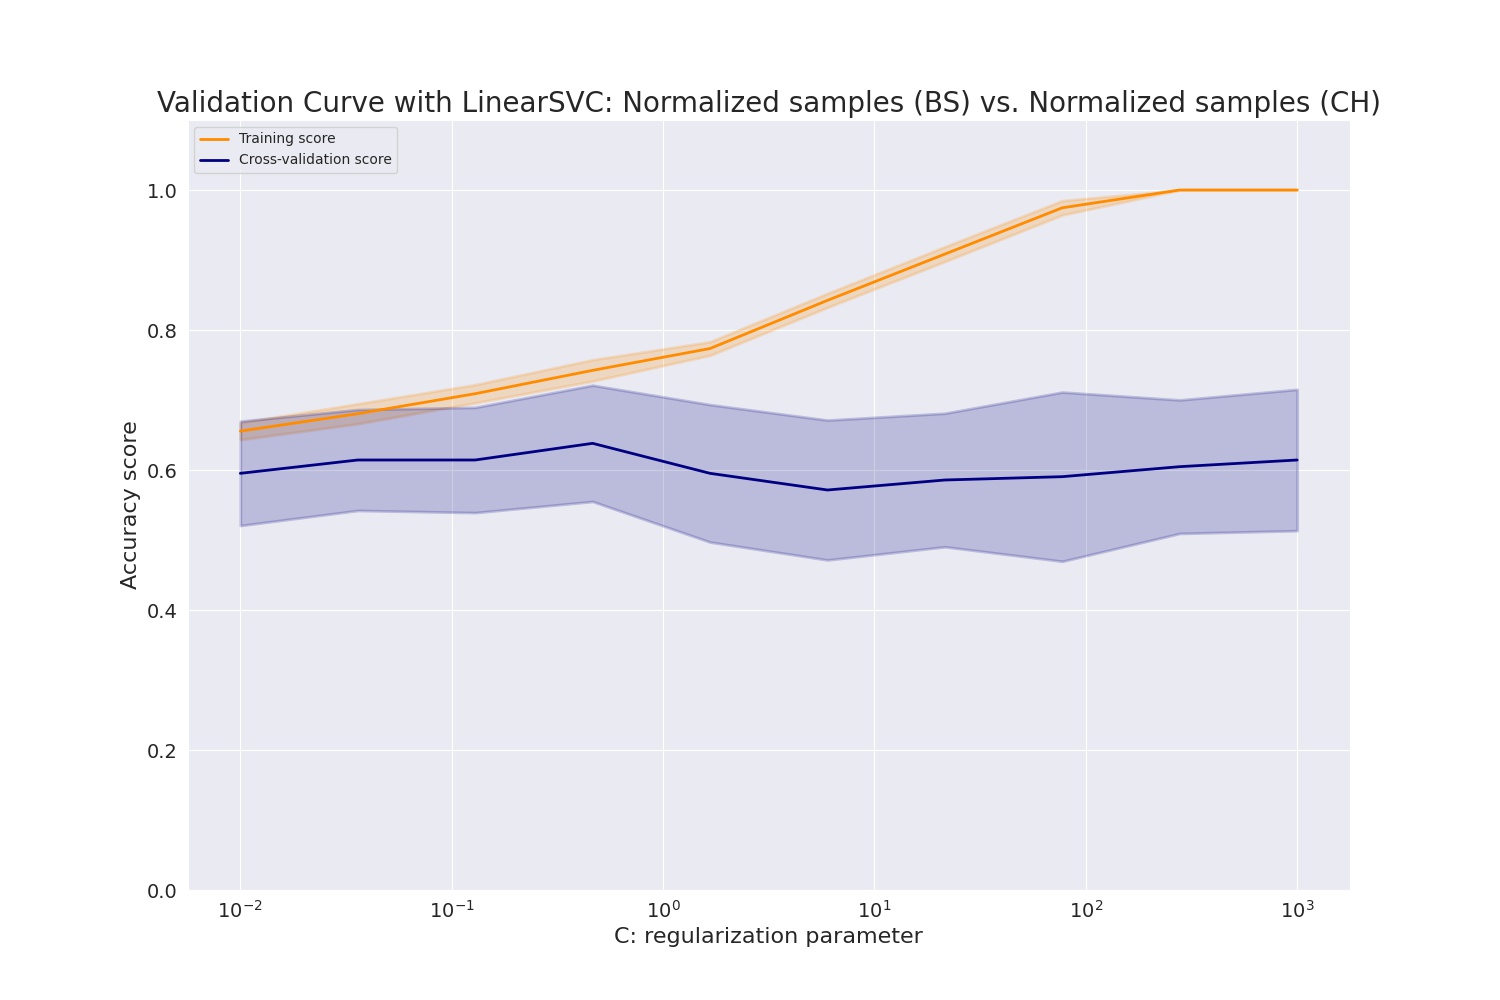 Validation Curve with LinearSVC: Normalized samples (BS) vs. Normalized samples (CH)
Training score
Cross-validation score
1.0
0.8
0.6
0.4
0.2
0.0
Accuracy score
10⁻² 10⁻¹ 10⁰ 10¹ 10² 10³
C: regularization parameter